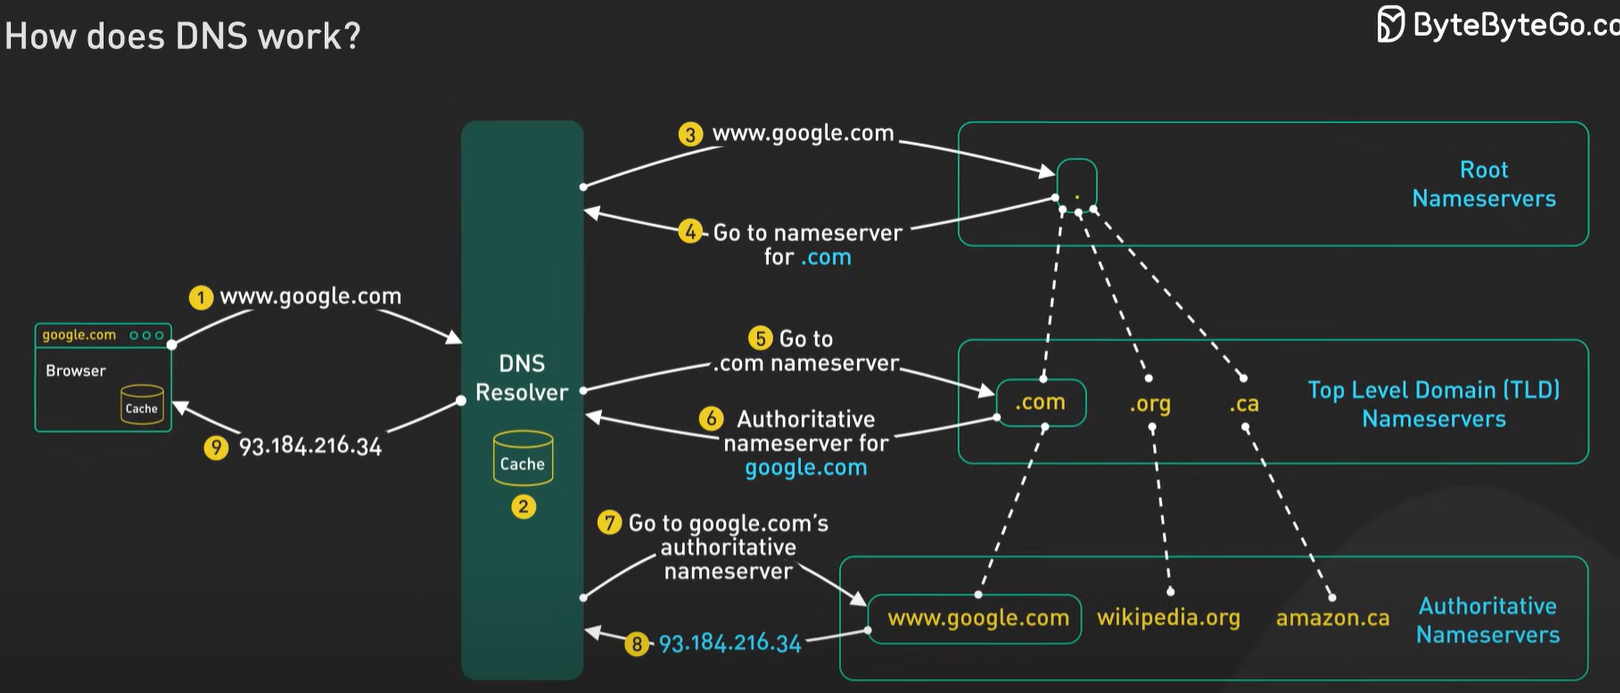 How does DNS work?
ByteByteGo.co
3 www.google.com
4 Go to nameserver
for .com
.
Root
Nameservers
1 www.google.com
google.com
Browser
Cache
9 93.184.216.34
DNS
Resolver
Cache
2
5 Go to
.com nameserver
6 Authoritative
nameserver for
google.com
.com
.org
.ca
Top Level Domain (TLD)
Nameservers
7 Go to google.com's
authoritative
nameserver
8 93.184.216.34
www.google.com
wikipedia.org
amazon.ca
Authoritative
Nameservers